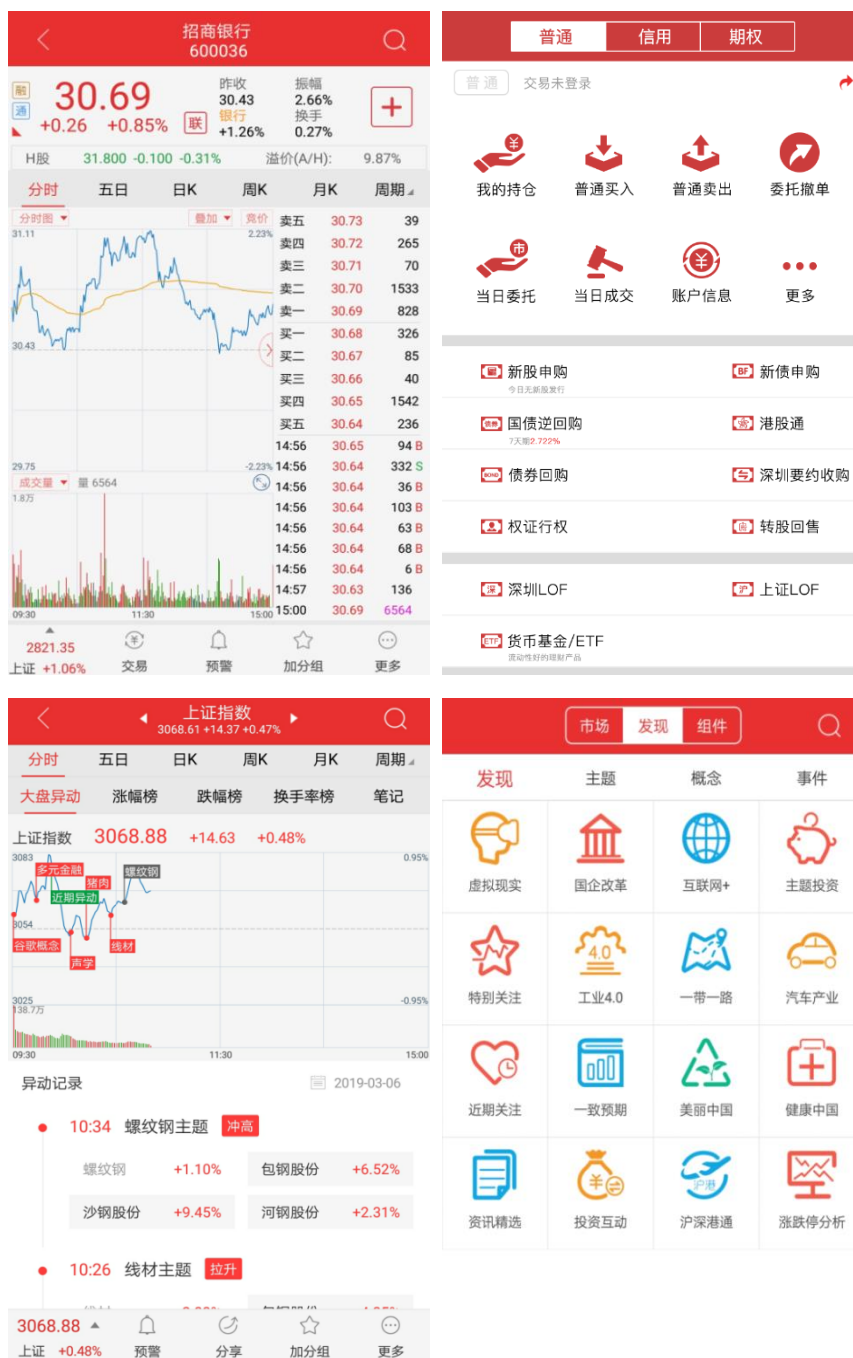 招商银行
600036
融
通
30.69
+0.26 +0.85%
联
昨收 振幅
30.43 2.66%
银行 换手
+1.26% 0.27%
H股 31.800 -0.100 -0.31% 溢价(A/H): 9.87%
分时 五日 日K 周K 月K 周期
分时图 叠加 竞价
31.11 2.23%
30.43
29.75 -2.23%
成交量 量 6564
1.8万
09:30 11:30 15:00
卖五 30.73 39
卖四 30.72 265
卖三 30.71 70
卖二 30.70 1533
卖一 30.69 828
买一 30.68 326
买二 30.67 85
买三 30.66 40
买四 30.65 1542
买五 30.64 236
14:56 30.65 94 B
14:56 30.64 332 S
14:56 30.64 36 B
14:56 30.64 103 B
14:56 30.64 63 B
14:56 30.64 68 B
14:56 30.64 6 B
14:57 30.63 136
15:00 30.69 6564
2821.35
上证 +1.06% 交易 预警 加分组 更多
普通 信用 期权
普通 交易未登录
我的持仓 普通买入 普通卖出 委托撤单
市
当日委托 当日成交 账户信息 更多
新股申购 BF 新债申购
今日无新股发行
债券 国债逆回购 港股通
7天期2.722%
BOND 债券回购 深圳要约收购
权证行权 转股回售
深 深圳LOF 沪 上证LOF
ETF 货币基金/ETF
流动性好的理财产品
上证指数
3068.61 +14.37 +0.47%
分时 五日 日K 周K 月K 周期
大盘异动 涨幅榜 跌幅榜 换手率榜 笔记
上证指数 3068.88 +14.63 +0.48%
3083 0.95%
多元金融 螺纹钢
猪肉
近期异动
3054
谷歌概念 线材
声学
3025 -0.95%
138.7万
09:30 11:30 15:00
异动记录 2019-03-06
10:34 螺纹钢主题 冲高
螺纹钢 +1.10% 包钢股份 +6.52%
沙钢股份 +9.45% 河钢股份 +2.31%
10:26 线材主题 拉升
3068.88
上证 +0.48% 预警 分享 加分组 更多
市场 发现 组件
发现 主题 概念 事件
虚拟现实 国企改革 互联网+ 主题投资
4.0
特别关注 工业4.0 一带一路 汽车产业
近期关注 一致预期 美丽中国 健康中国
沪港
资讯精选 投资互动 沪深港通 涨跌停分析